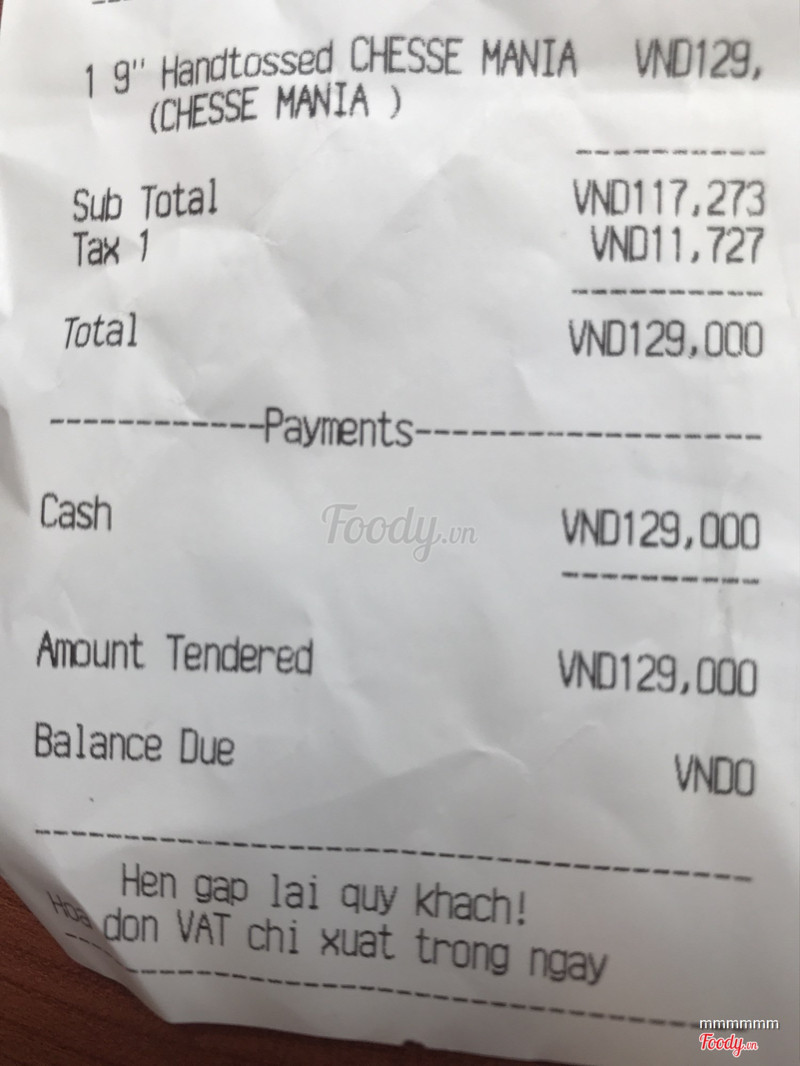 1 9" Handtossed CHESSE MANIA VND129,
(CHESSE MANIA )
Sub Total VND117,273
Tax 1 VND11,727
Total VND129,000
------------Payments--------------------
Cash VND129,000
Foody.vn
Amount Tendered VND129,000
Balance Due VND0
Hen gap lai quy khach!
Hoa don VAT chi xuat trong ngay
mmmmmmm
Foody.vn